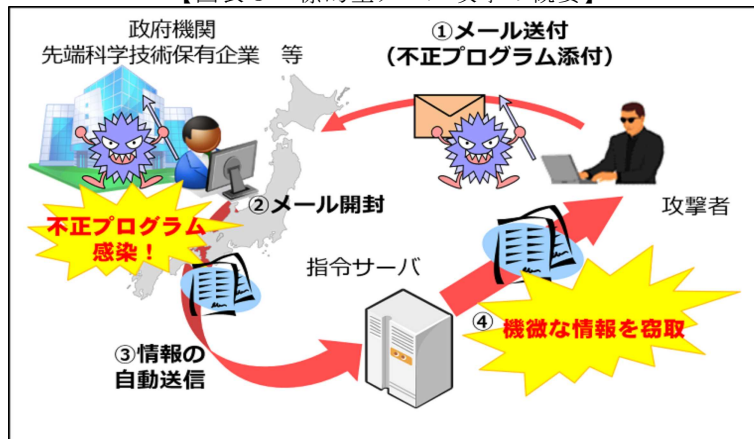 政府機関
先端科学技術保有企業　等
①メール送付
（不正プログラム添付）
②メール開封
不正プログラム
感染！
攻撃者
指令サーバ
④ 機微な情報を窃取
③情報の
自動送信